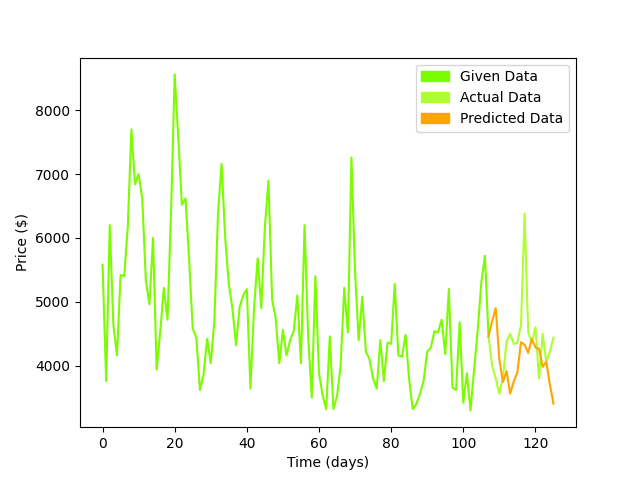 Given Data
Actual Data
Predicted Data
8000
7000
6000
5000
4000
Price ($)
0 20 40 60 80 100 120
Time (days)